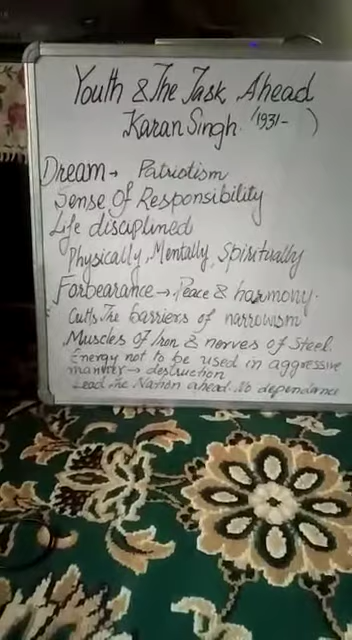 Youth & The Task Ahead
Karan Singh (1931- )
Dream → Patriotism
Sense Of Responsibility
Life disciplined
Physically, Mentally, Spiritually
Forbearance → Peace & harmony.
Cutts The barriers of narrowism
Muscles Of Iron & nerves of Steel.
Energy not to be used in aggressive
manner → destruction
Lead The Nation ahead. No dependance